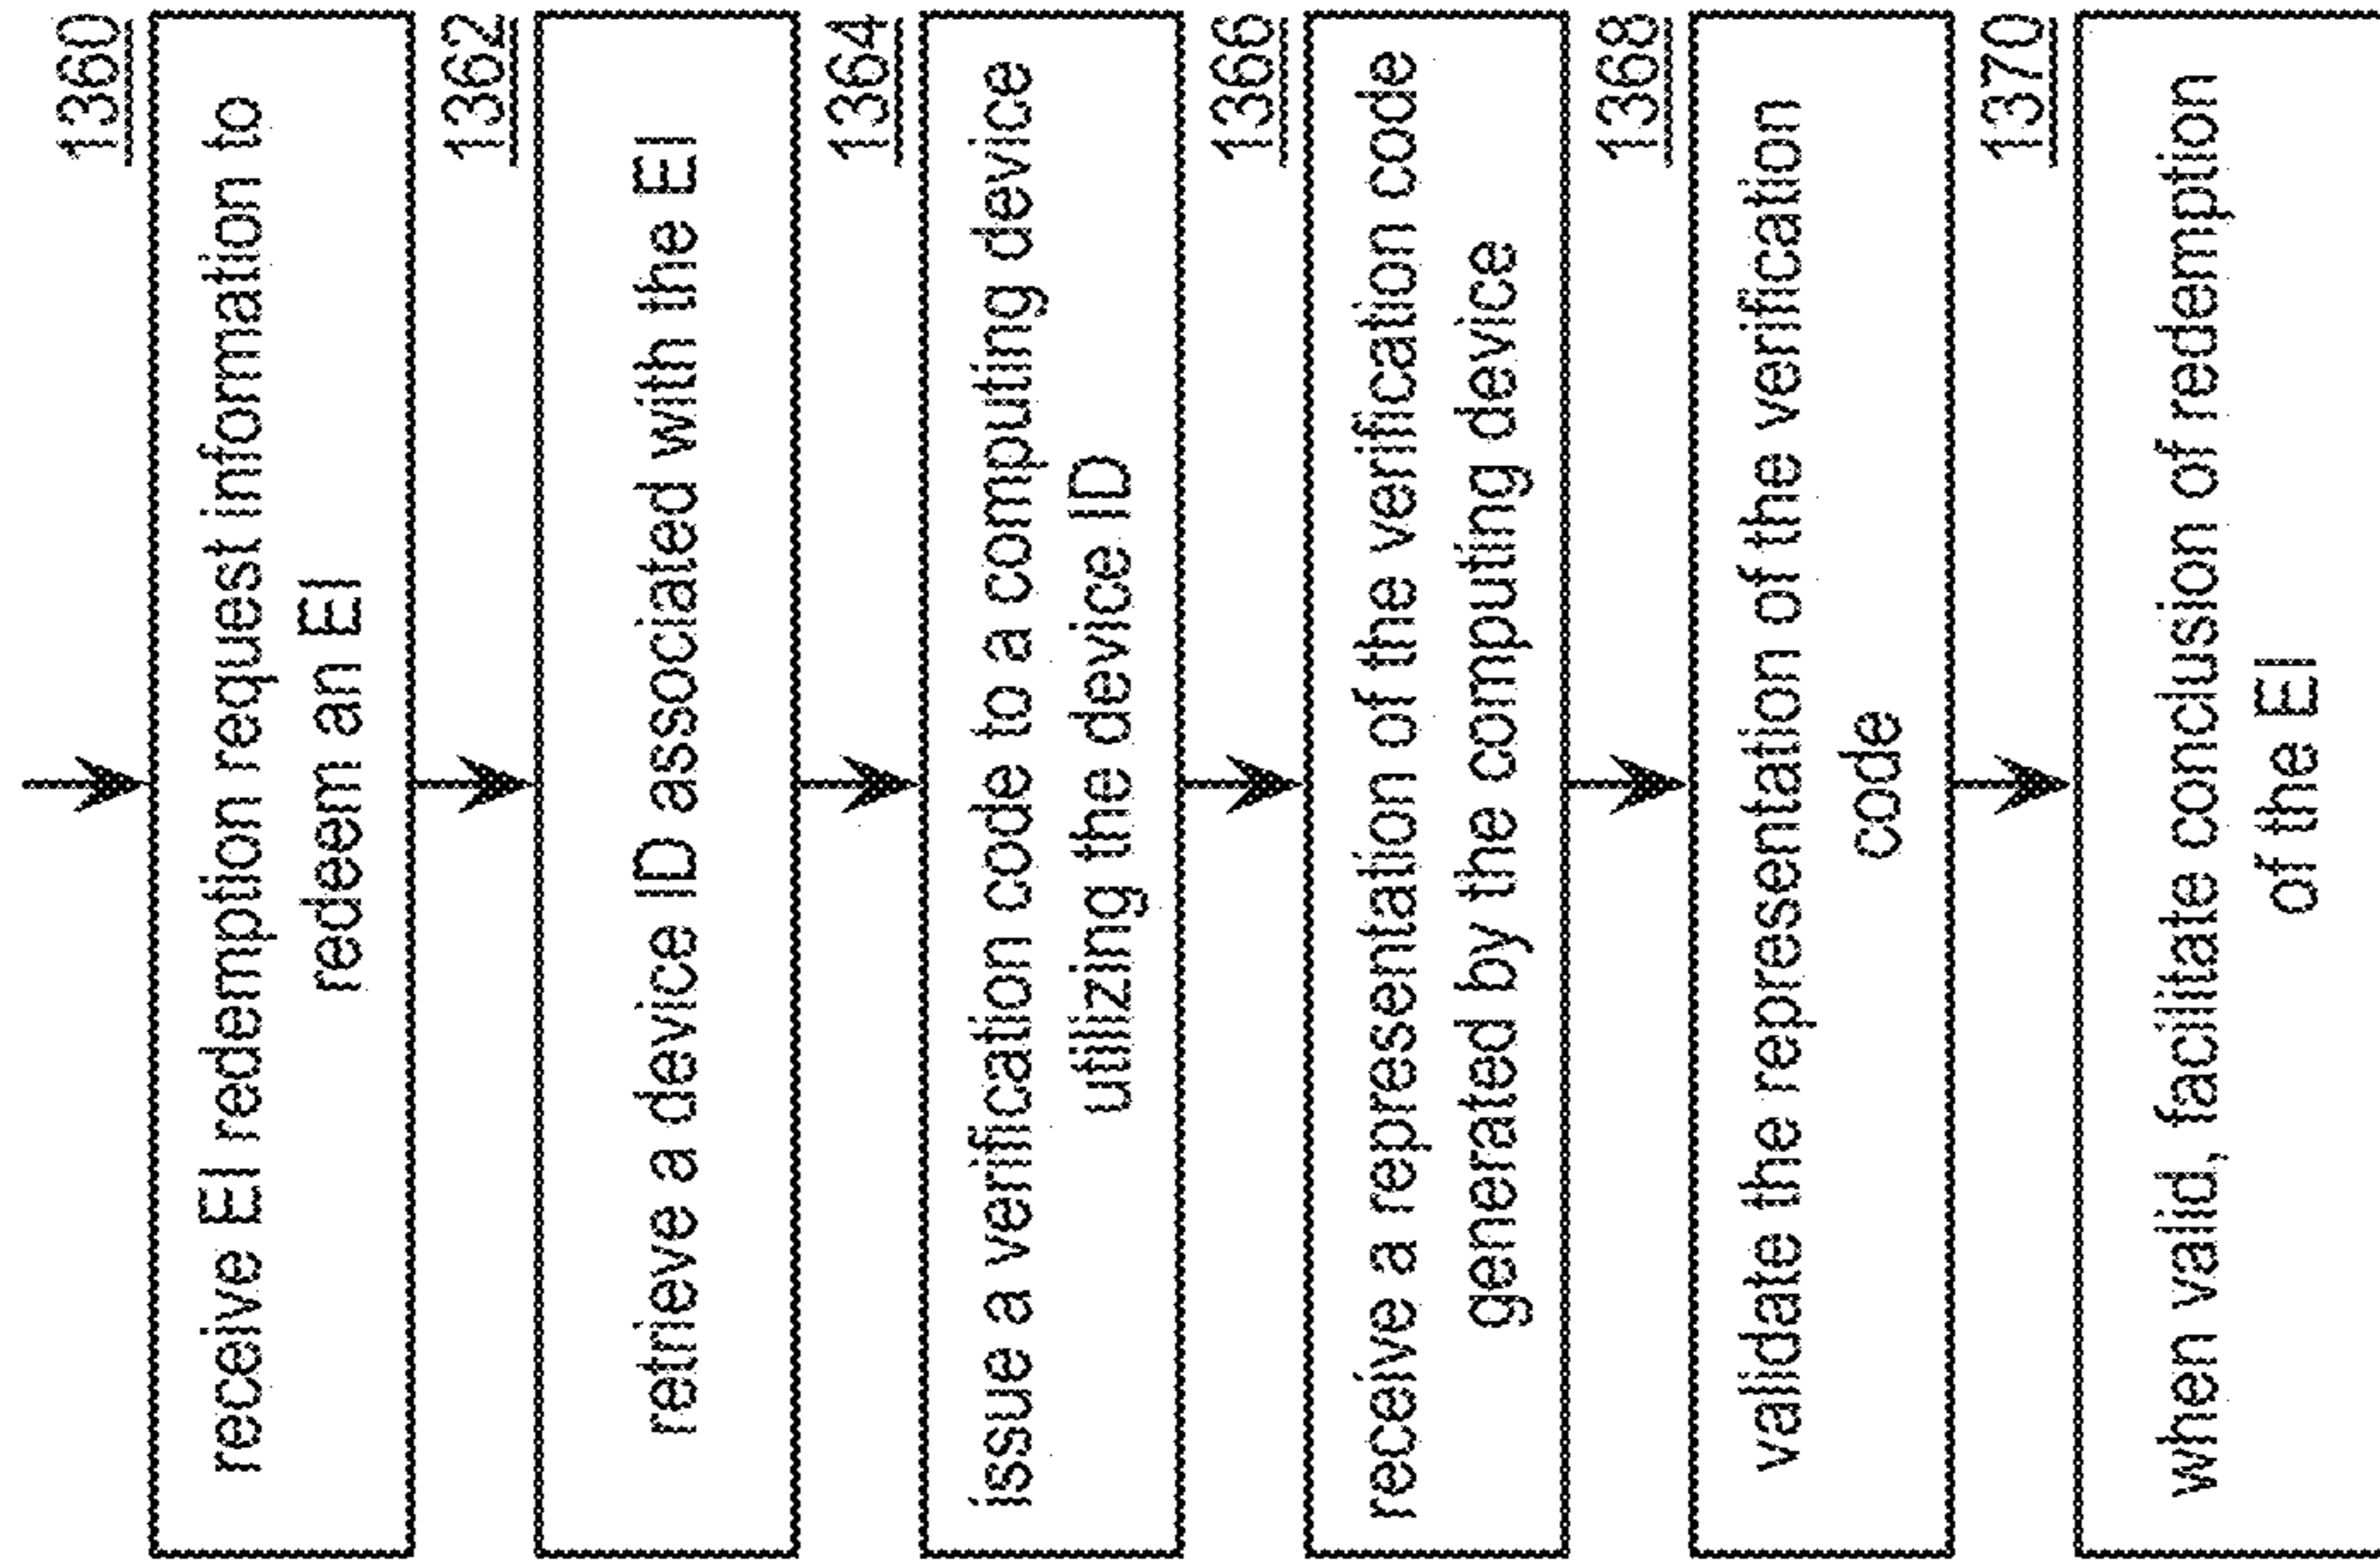 1360
receive EI redemption request information to
redeem an EI
1362
retrieve a device ID associated with the EI
1364
issue a verification code to a computing device
utilizing the device ID
1366
receive a representation of the verification code
generated by the computing device
1368
validate the representation of the verification
code
1370
when valid, facilitate conclusion of redemption
of the EI